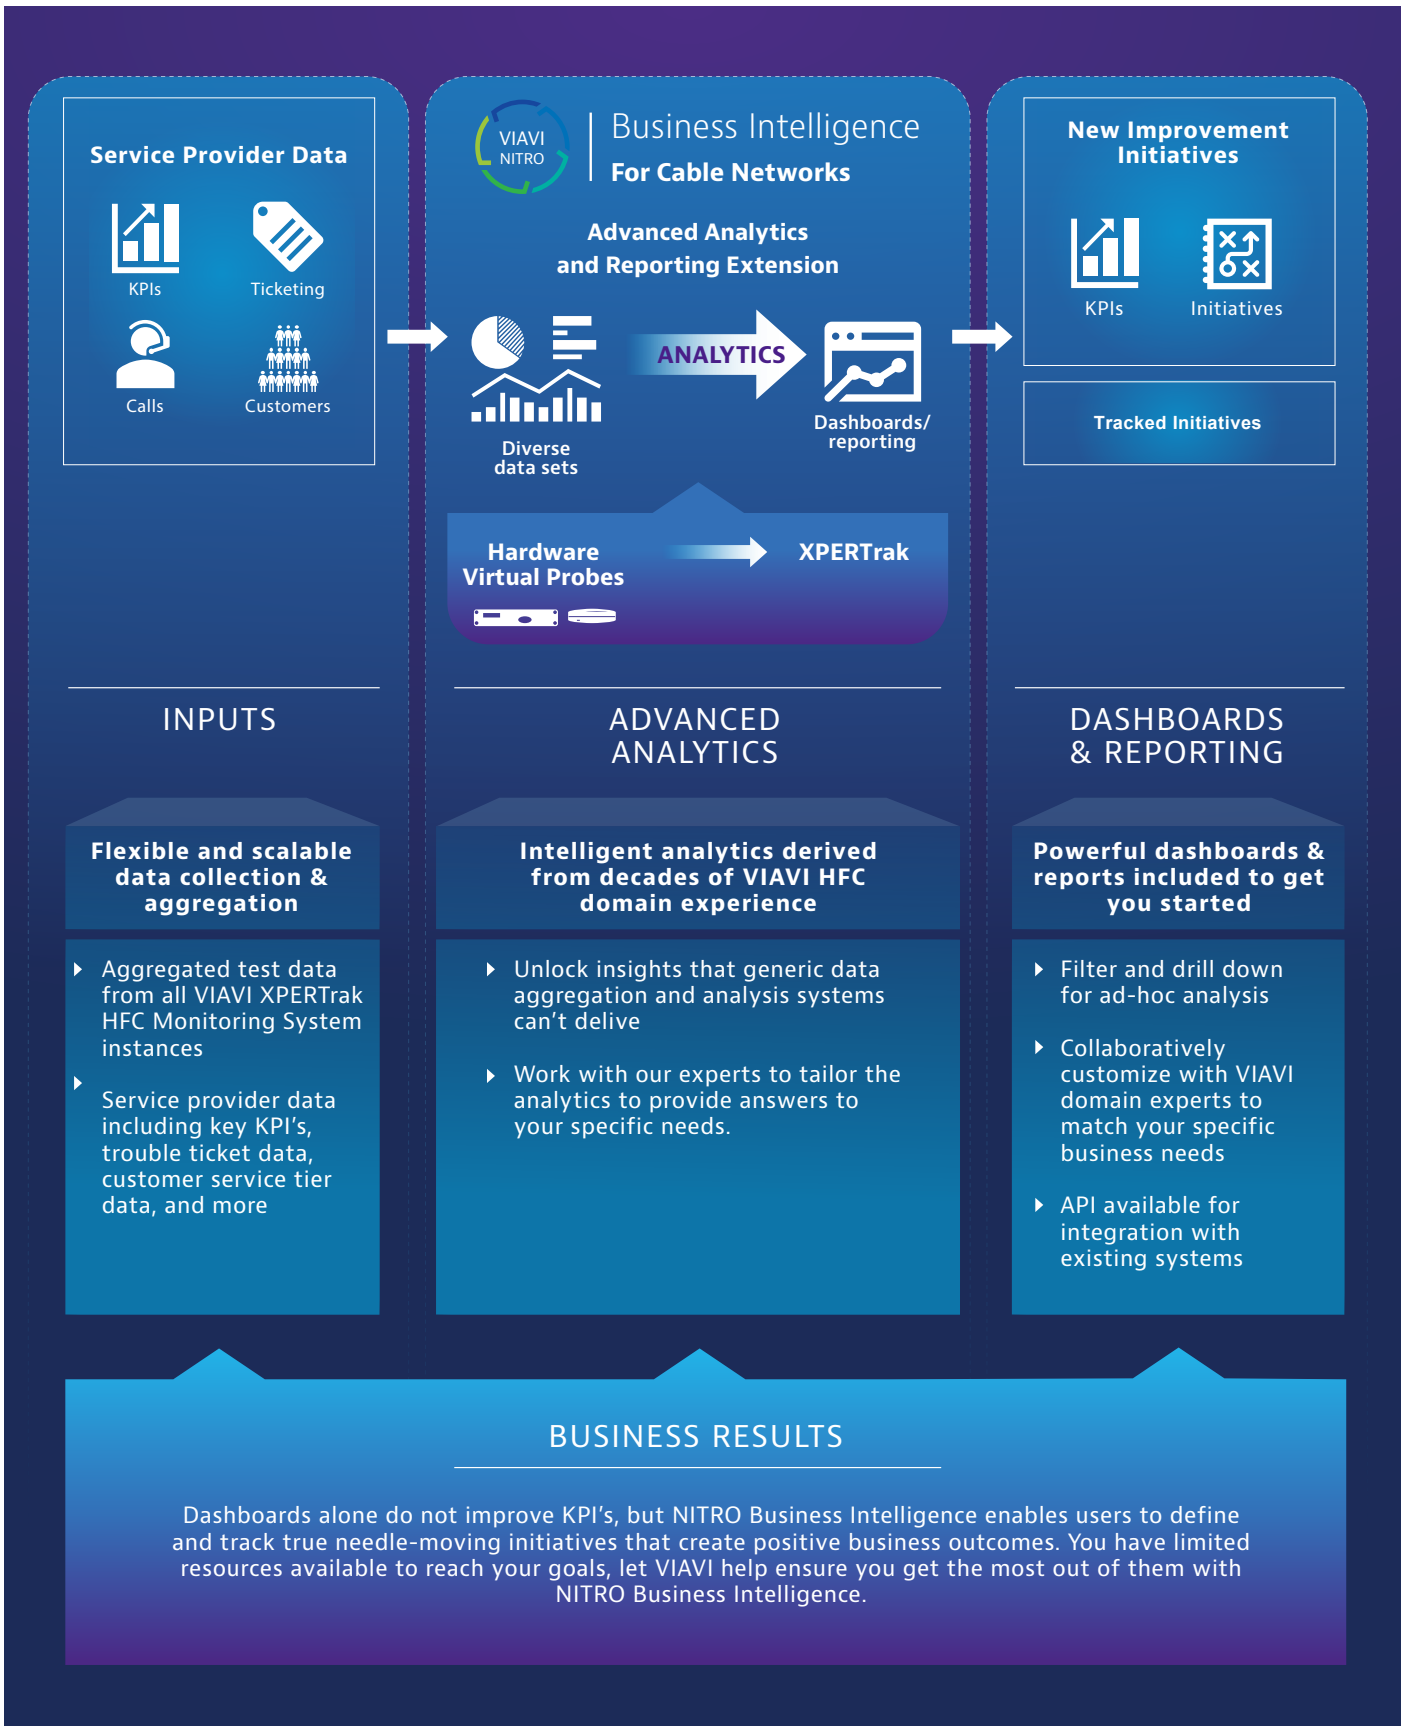 Service Provider Data
KPIs
Ticketing
Calls
Customers
VIAVI
NITRO
Business Intelligence
For Cable Networks
Advanced Analytics
and Reporting Extension
ANALYTICS
Diverse
data sets
Dashboards/
reporting
Hardware
Virtual Probes
XPERTrak
New Improvement
Initiatives
KPIs
Initiatives
Tracked Initiatives
INPUTS
Flexible and scalable
data collection &
aggregation
Aggregated test data
from all VIAVI XPERTrak
HFC Monitoring System
instances
Service provider data
including key KPI's,
trouble ticket data,
customer service tier
data, and more
ADVANCED
ANALYTICS
Intelligent analytics derived
from decades of VIAVI HFC
domain experience
Unlock insights that generic data
aggregation and analysis systems
can't delive
Work with our experts to tailor the
analytics to provide answers to
your specific needs.
DASHBOARDS
& REPORTING
Powerful dashboards &
reports included to get
you started
Filter and drill down
for ad-hoc analysis
Collaboratively
customize with VIAVI
domain experts to
match your specific
business needs
API available for
integration with
existing systems
BUSINESS RESULTS
Dashboards alone do not improve KPI's, but NITRO Business Intelligence enables users to define
and track true needle-moving initiatives that create positive business outcomes. You have limited
resources available to reach your goals, let VIAVI help ensure you get the most out of them with
NITRO Business Intelligence.